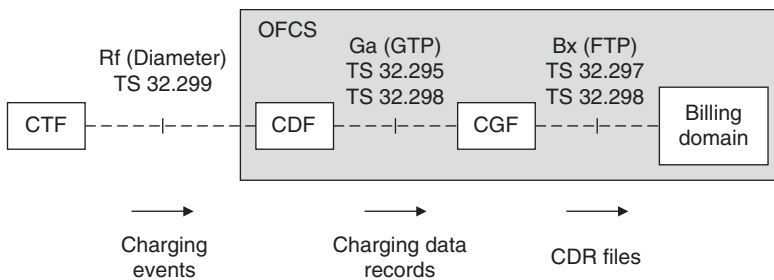 OFCS
Rf (Diameter)
TS 32.299
Ga (GTP)
TS 32.295
TS 32.298
Bx (FTP)
TS 32.297
TS 32.298
CTF
CDF
CGF
Billing
domain
Charging
events
Charging data
records
CDR files